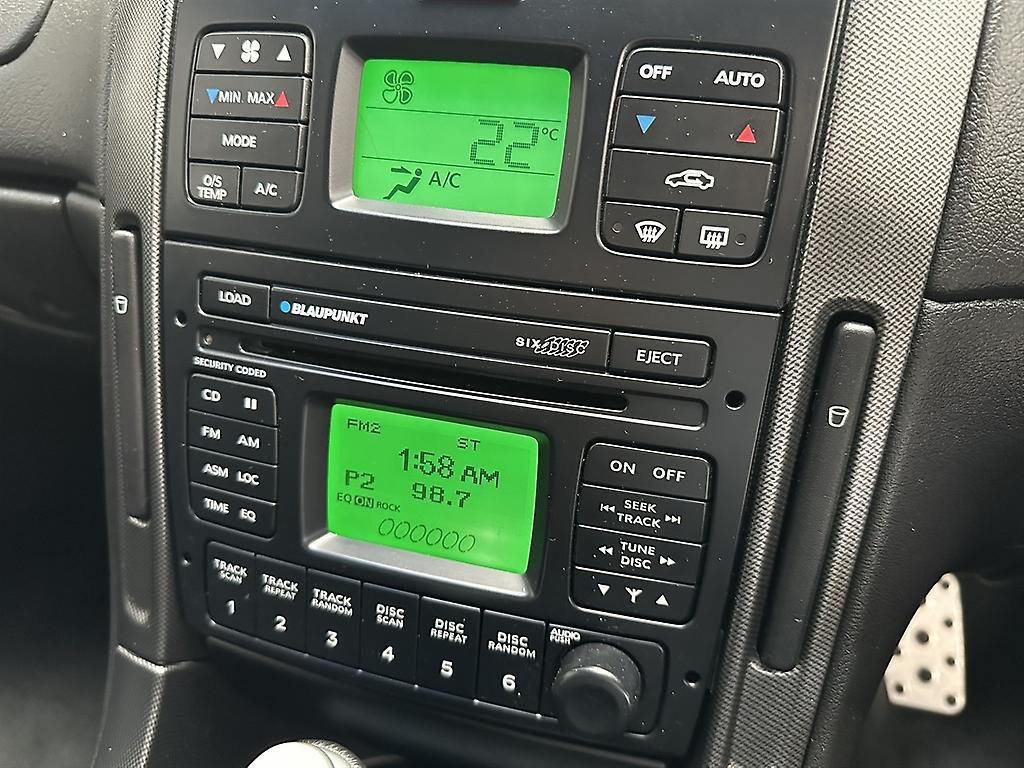 OFF AUTO
MIN. MAX
22°C
MODE
O/S
TEMP
A/C
A/C
LOAD
BLAUPUNKT
SIX DISC
EJECT
SECURITY CODED
CD
FM AM
ASM LOC
TIME EQ
FM2 ST
1:58 AM
P2 98.7
EQ ON ROCK
000000
ON OFF
SEEK
TRACK
TUNE
DISC
TRACK
SCAN
1
TRACK
REPEAT
2
TRACK
RANDOM
3
DISC
SCAN
4
DISC
REPEAT
5
DISC
RANDOM
6
AUDIO
PUSH